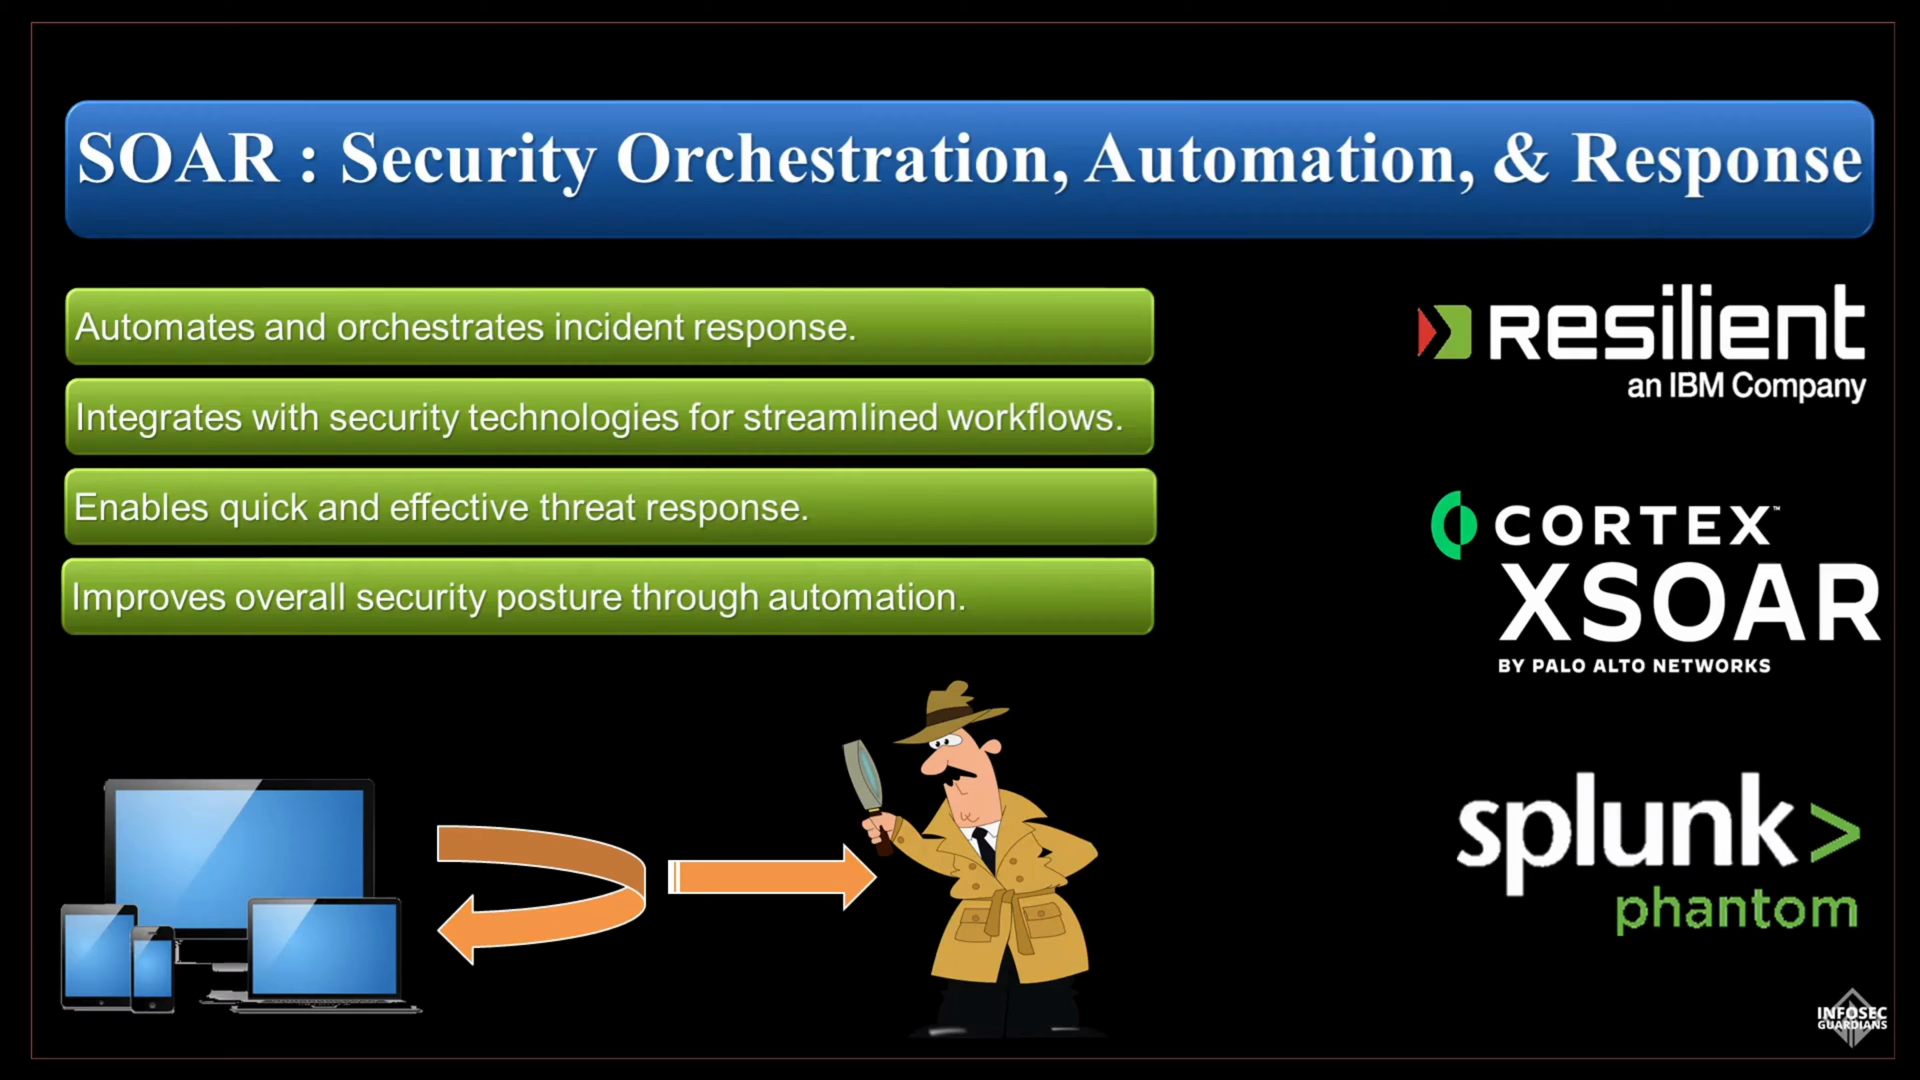 SOAR : Security Orchestration, Automation, & Response
Automates and orchestrates incident response.
Integrates with security technologies for streamlined workflows.
Enables quick and effective threat response.
Improves overall security posture through automation.
resilient
an IBM Company
CORTEX™
XSOAR
BY PALO ALTO NETWORKS
splunk>
phantom
INFOSEC
GUARDIANS